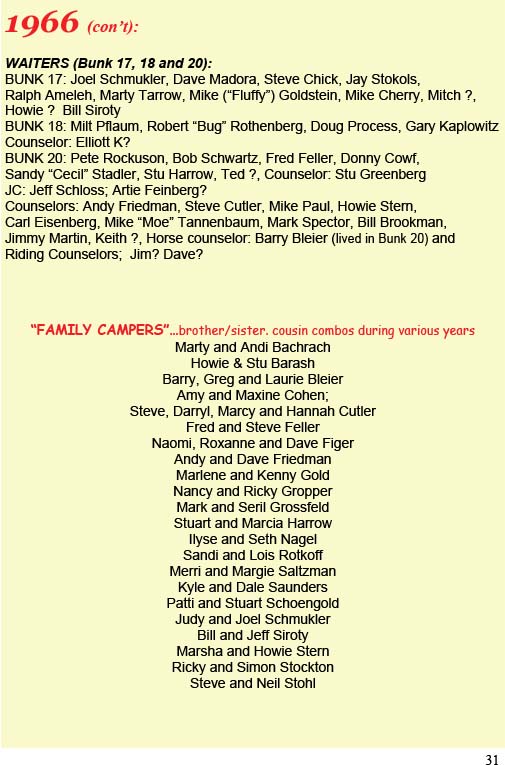 1966 (con't):
WAITERS (Bunk 17, 18 and 20):
BUNK 17: Joel Schmukler, Dave Madora, Steve Chick, Jay Stokols,
Ralph Ameleh, Marty Tarrow, Mike (“Fluffy”) Goldstein, Mike Cherry, Mitch ?,
Howie ?  Bill Siroty
BUNK 18: Milt Pflaum, Robert “Bug” Rothenberg, Doug Process, Gary Kaplowitz
Counselor: Elliott K?
BUNK 20: Pete Rockuson, Bob Schwartz, Fred Feller, Donny Cowf,
Sandy “Cecil” Stadler, Stu Harrow, Ted ?, Counselor: Stu Greenberg
JC: Jeff Schloss; Artie Feinberg?
Counselors: Andy Friedman, Steve Cutler, Mike Paul, Howie Stern,
Carl Eisenberg, Mike “Moe” Tannenbaum, Mark Spector, Bill Brookman,
Jimmy Martin, Keith ?, Horse counselor: Barry Bleier (lived in Bunk 20) and
Riding Counselors;  Jim? Dave?
“FAMILY CAMPERS”...brother/sister. cousin combos during various years
Marty and Andi Bachrach
Howie & Stu Barash
Barry, Greg and Laurie Bleier
Amy and Maxine Cohen;
Steve, Darryl, Marcy and Hannah Cutler
Fred and Steve Feller
Naomi, Roxanne and Dave Figer
Andy and Dave Friedman
Marlene and Kenny Gold
Nancy and Ricky Gropper
Mark and Seril Grossfeld
Stuart and Marcia Harrow
Ilyse and Seth Nagel
Sandi and Lois Rotkoff
Merri and Margie Saltzman
Kyle and Dale Saunders
Patti and Stuart Schoengold
Judy and Joel Schmukler
Bill and Jeff Siroty
Marsha and Howie Stern
Ricky and Simon Stockton
Steve and Neil Stohl
31